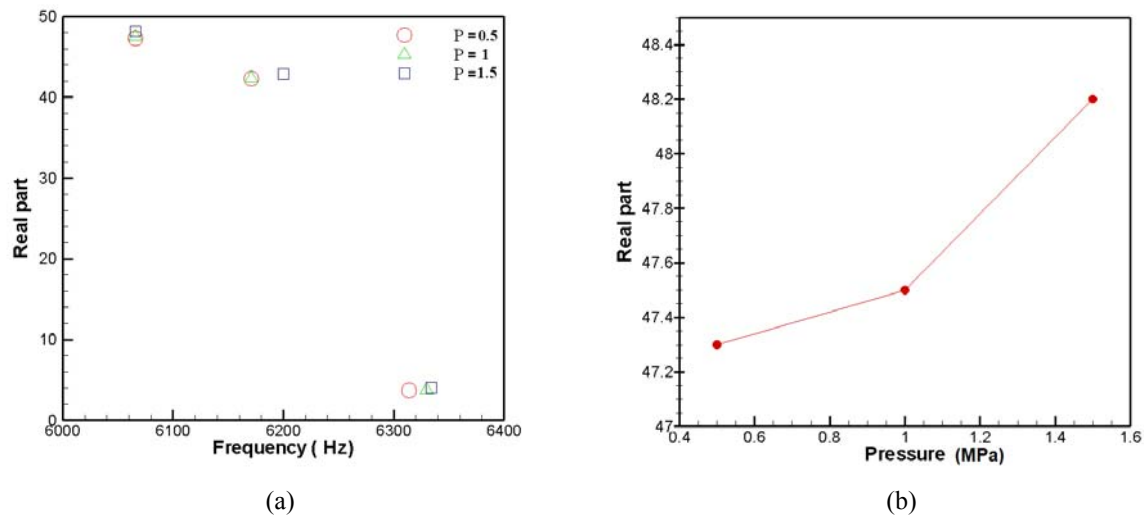 50
40
30
20
10
0
Real part
6000 6100 6200 6300 6400
Frequency ( Hz)
P = 0.5
P = 1
P =1.5
(a)
48.4
48.2
48
47.8
47.6
47.4
47.2
47
Real part
0.4 0.6 0.8 1 1.2 1.4 1.6
Pressure (MPa)
(b)